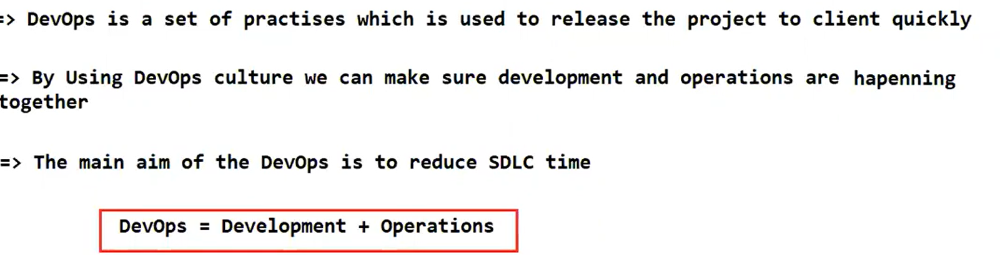 => DevOps is a set of practises which is used to release the project to client quickly
=> By Using DevOps culture we can make sure development and operations are hapenning
together
=> The main aim of the DevOps is to reduce SDLC time
DevOps = Development + Operations